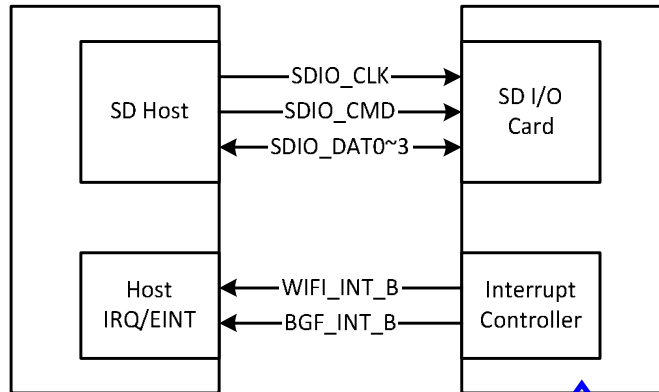 SDIO_CLK
SD Host
SDIO_CMD
SD I/O
Card
SDIO_DAT0~3
Host
IRQ/EINT
WIFI_INT_B
BGF_INT_B
Interrupt
Controller